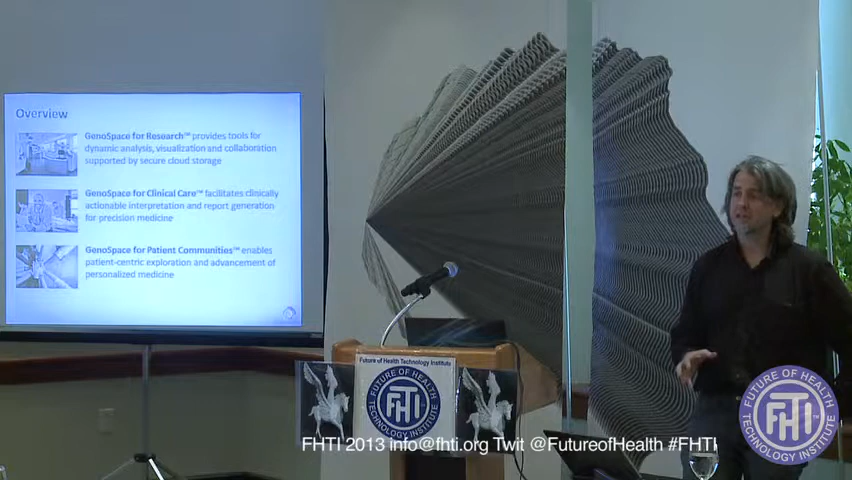 Overview
GenoSpace for Research™ provides tools for
dynamic analysis, visualization and collaboration
supported by secure cloud storage
GenoSpace for Clinical Care™ facilitates clinically
actionable interpretation and report generation
for precision medicine
GenoSpace for Patient Communities™ enables
patient-centric exploration and advancement of
personalized medicine
Future of Health Technology Institute
FUTURE OF HEALTH
FHTI
TECHNOLOGY INSTITUTE
FHTI 2013 info@fhti.org Twit @FutureofHealth #FHTI
FUTURE OF HEALTH
FHTI
TECHNOLOGY INSTITUTE